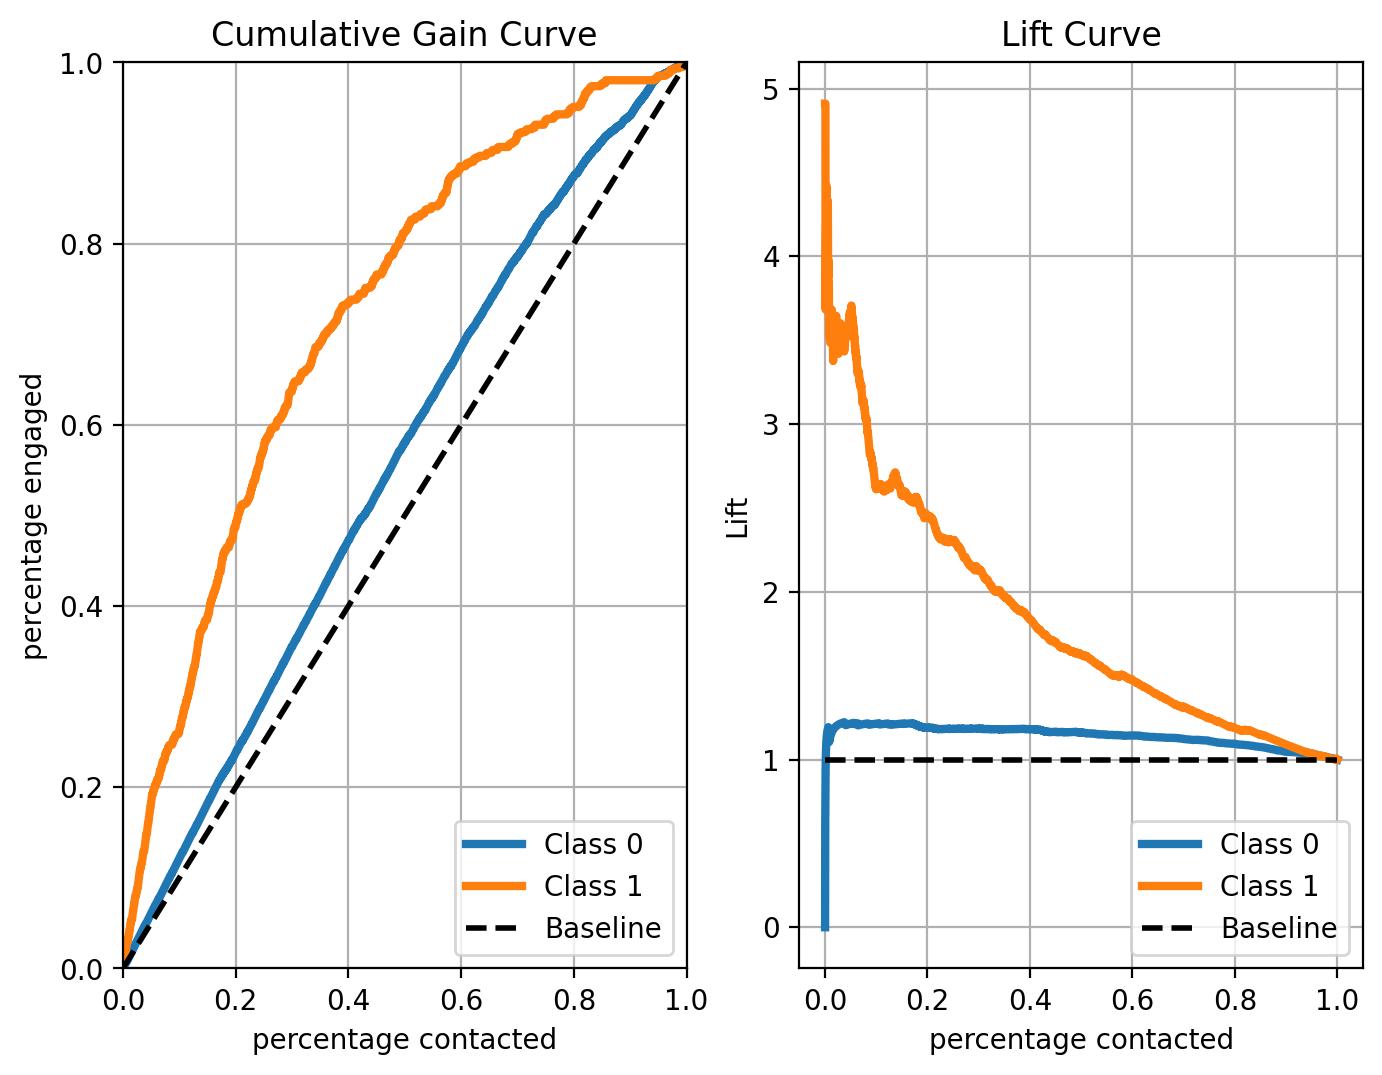 Cumulative Gain Curve
percentage engaged
1.0
0.8
0.6
0.4
0.2
0.0
0.0 0.2 0.4 0.6 0.8 1.0
percentage contacted
Class 0
Class 1
Baseline
Lift Curve
Lift
5
4
3
2
1
0
0.0 0.2 0.4 0.6 0.8 1.0
percentage contacted
Class 0
Class 1
Baseline